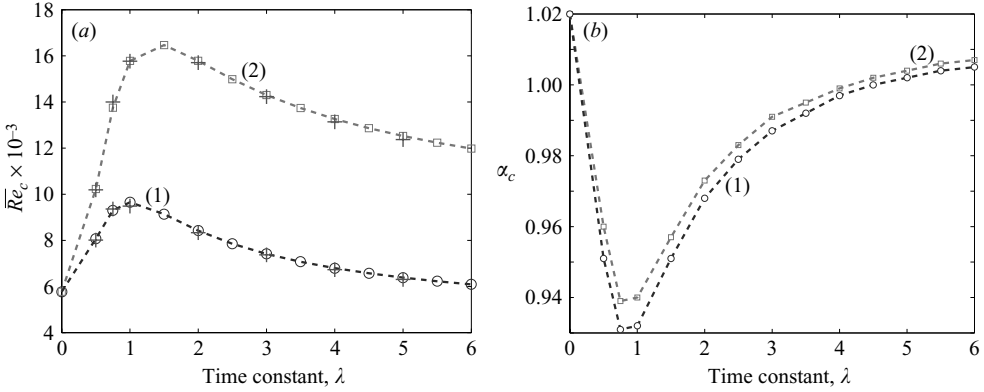 (a)
18
16
14
12
10
8
6
4
R̅e̅c × 10⁻³
(2)
(1)
0 1 2 3 4 5 6
Time constant, λ
(b)
1.02
1.00
0.98
0.96
0.94
αc
(2)
(1)
0 1 2 3 4 5 6
Time constant, λ